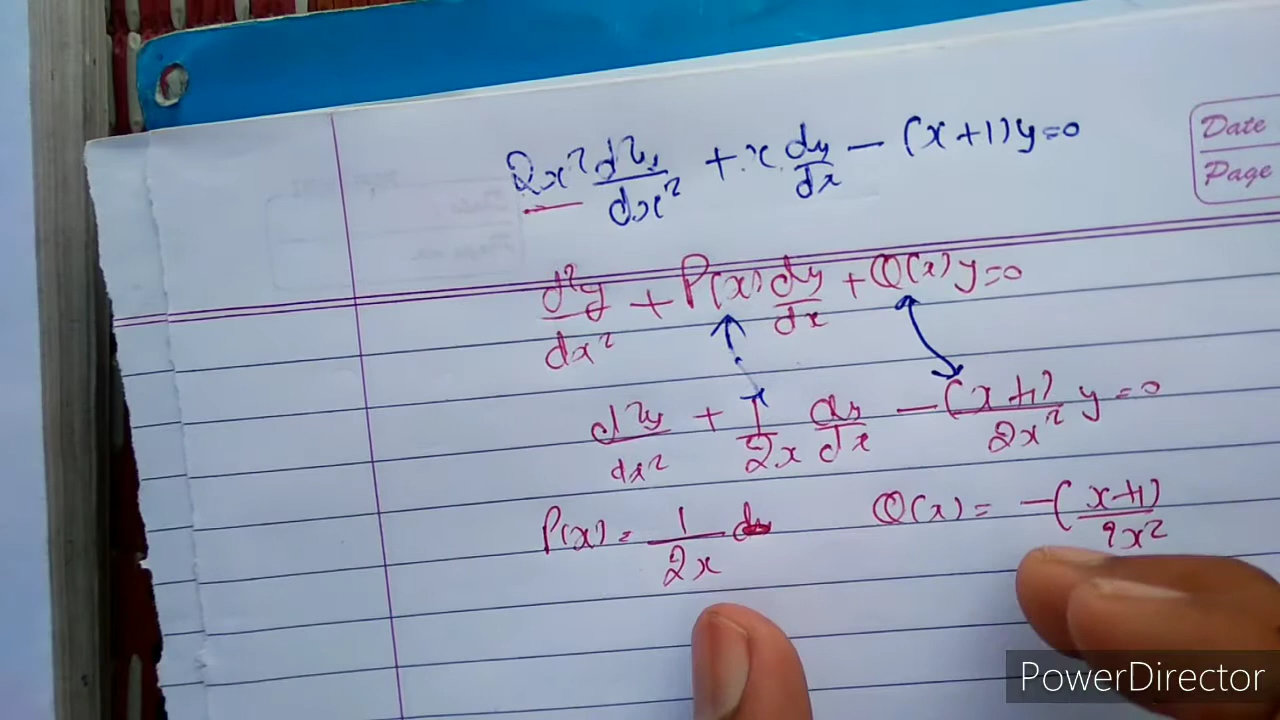 2x² d²y/dx² + x dy/dx - (x+1)y=0
Date
Page
d²y/dx² + P(x) dy/dx + Q(x)y=0
d²y/dx² + 1/2x dy/dx - (x+1)/2x² y=0
P(x) = 1/2x Q(x) = -(x+1)/2x²
PowerDirector